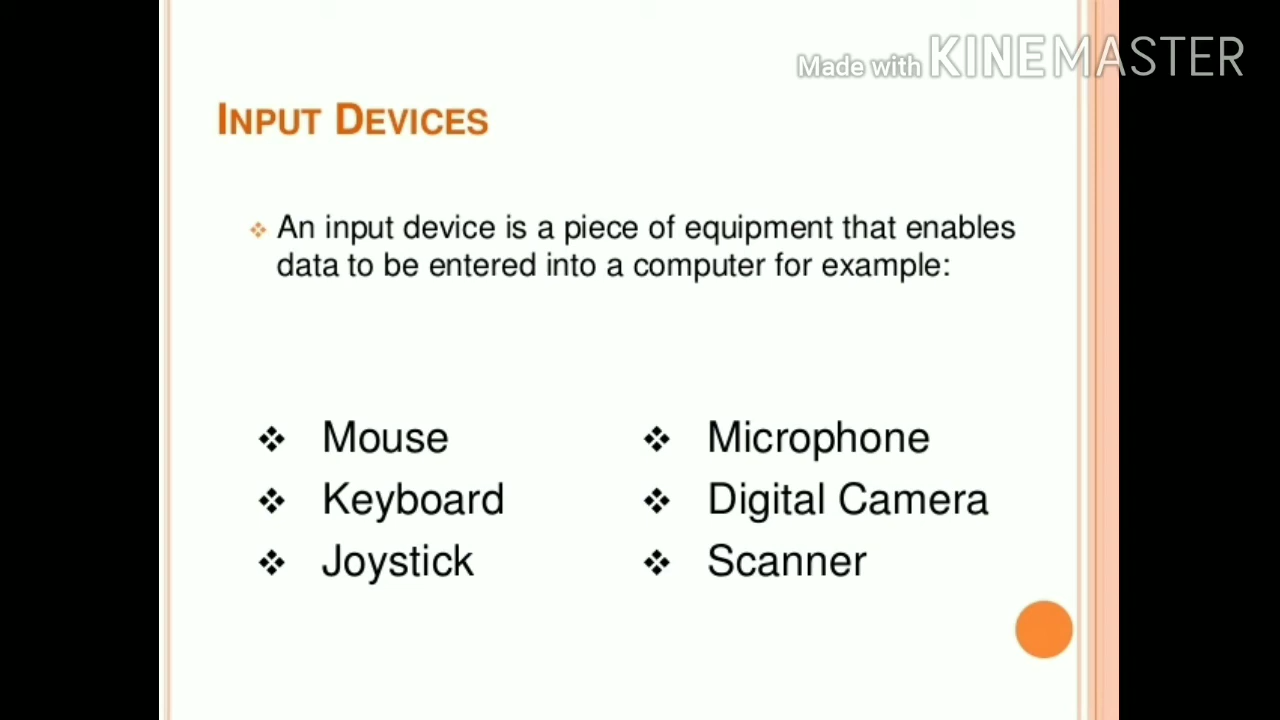 Made with KINEMASTER
INPUT DEVICES
An input device is a piece of equipment that enables
data to be entered into a computer for example:
Mouse
Keyboard
Joystick
Microphone
Digital Camera
Scanner